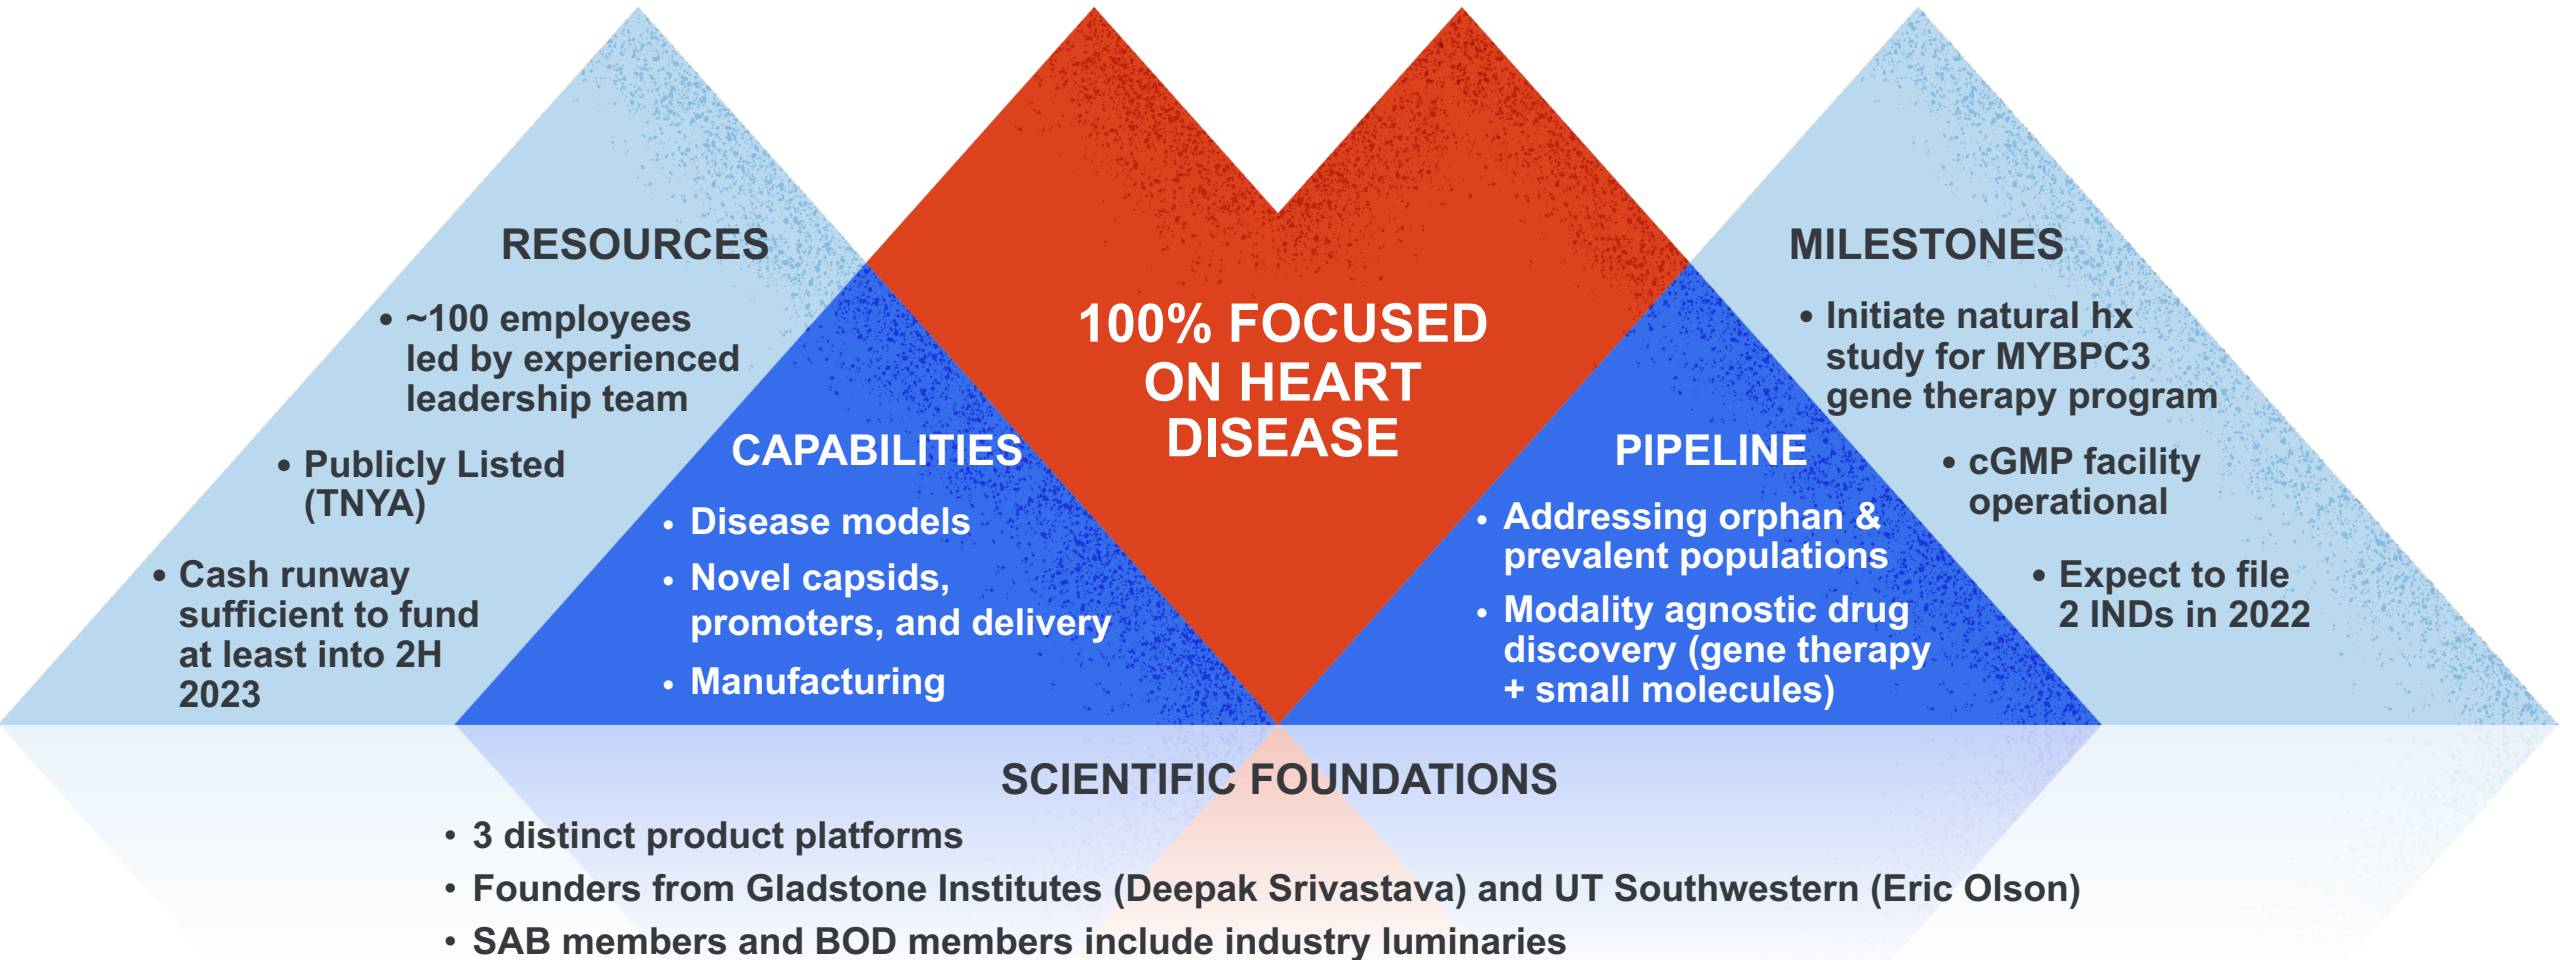 RESOURCES
• ~100 employees
led by experienced
leadership team
• Publicly Listed
(TNYA)
• Cash runway
sufficient to fund
at least into 2H
2023
CAPABILITIES
• Disease models
• Novel capsids,
promoters, and delivery
• Manufacturing
100% FOCUSED
ON HEART
DISEASE
PIPELINE
• Addressing orphan &
prevalent populations
• Modality agnostic drug
discovery (gene therapy
+ small molecules)
MILESTONES
• Initiate natural hx
study for MYBPC3
gene therapy program
• cGMP facility
operational
• Expect to file
2 INDs in 2022
SCIENTIFIC FOUNDATIONS
• 3 distinct product platforms
• Founders from Gladstone Institutes (Deepak Srivastava) and UT Southwestern (Eric Olson)
• SAB members and BOD members include industry luminaries